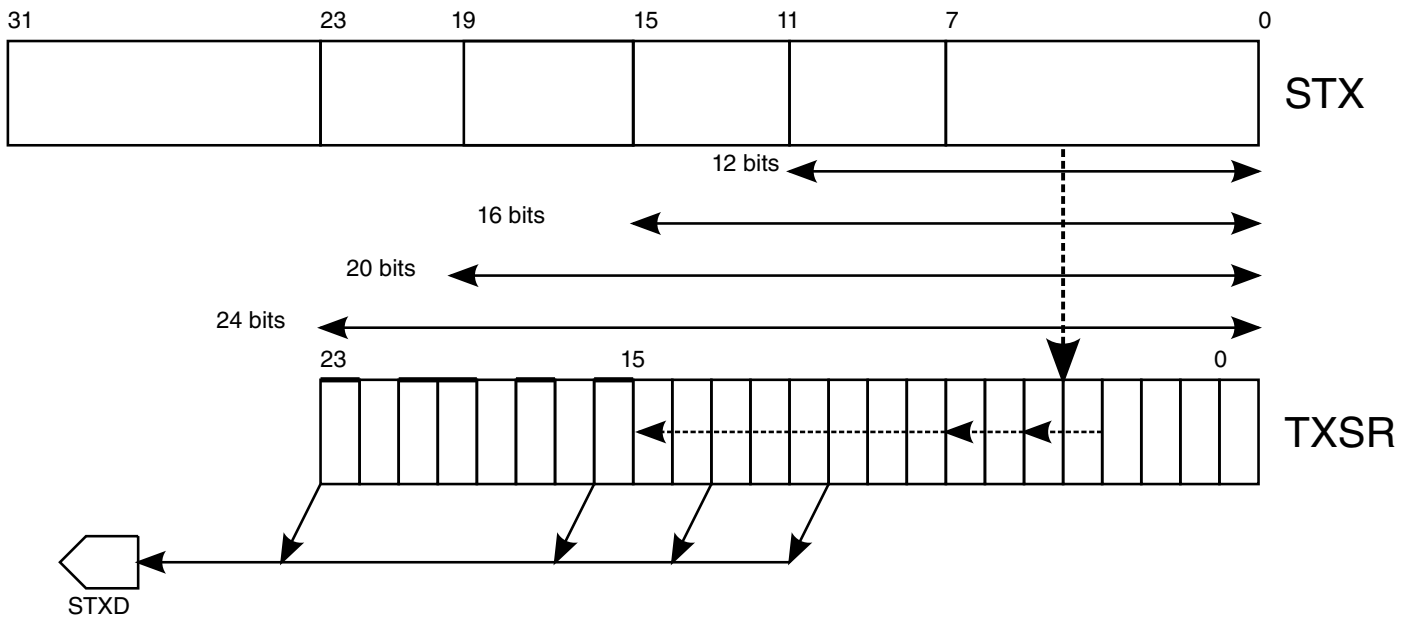 31 23 19 15 11 7 0
STX
12 bits
16 bits
20 bits
24 bits
23 15 0
TXSR
STXD